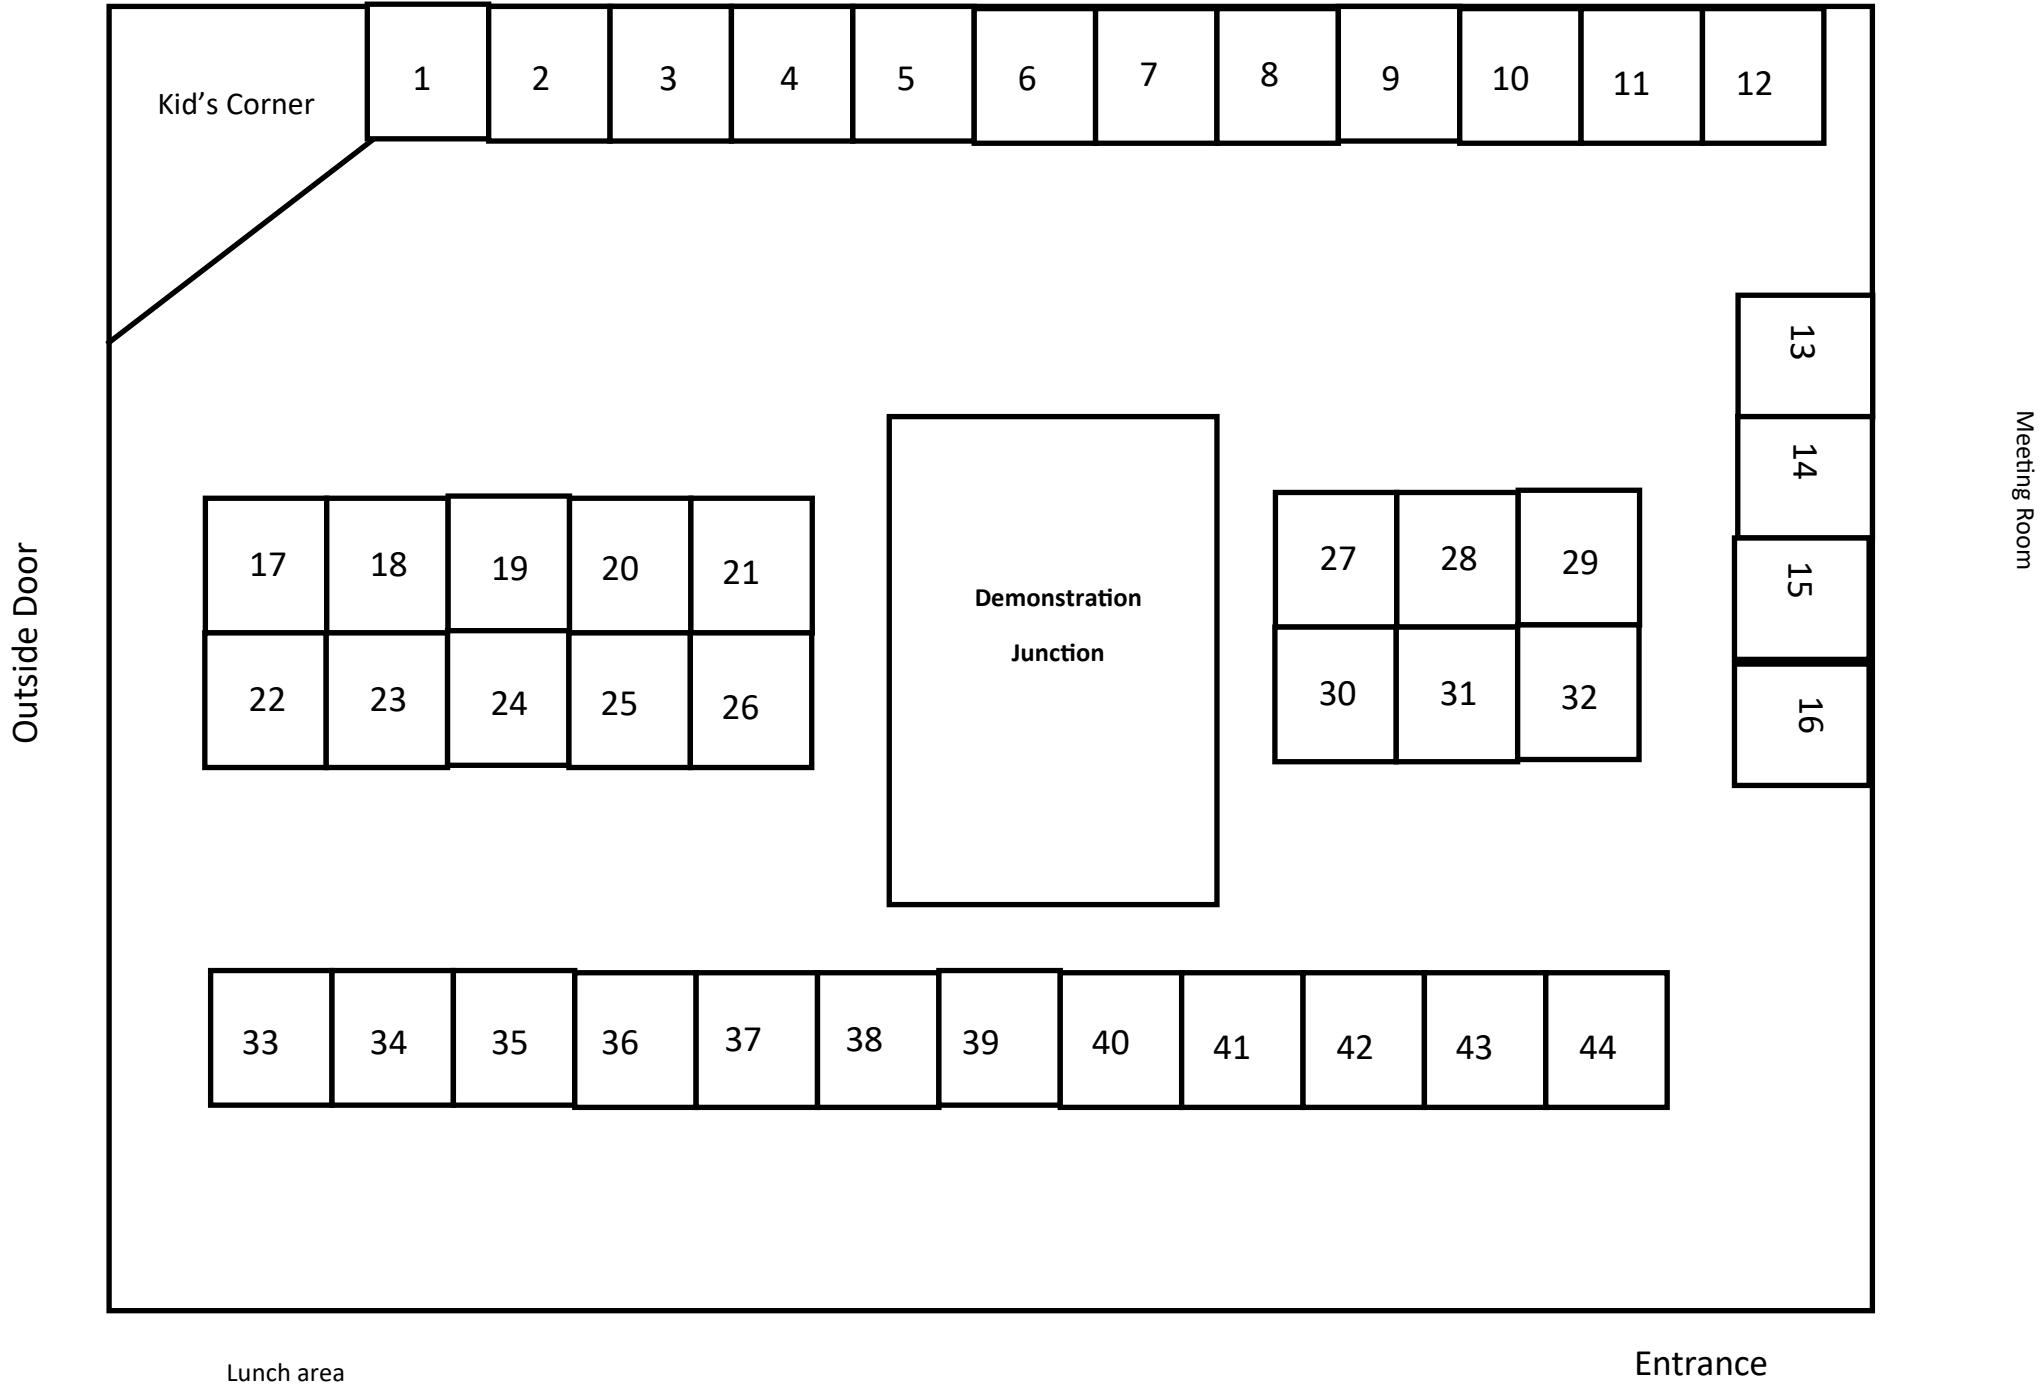 Kid's Corner
1 2 3 4 5 6 7 8 9 10 11 12
13
14
15
16
Meeting Room
Outside Door
17 18 19 20 21
22 23 24 25 26
Demonstration
Junction
27 28 29
30 31 32
33 34 35 36 37 38 39 40 41 42 43 44
Lunch area
Entrance